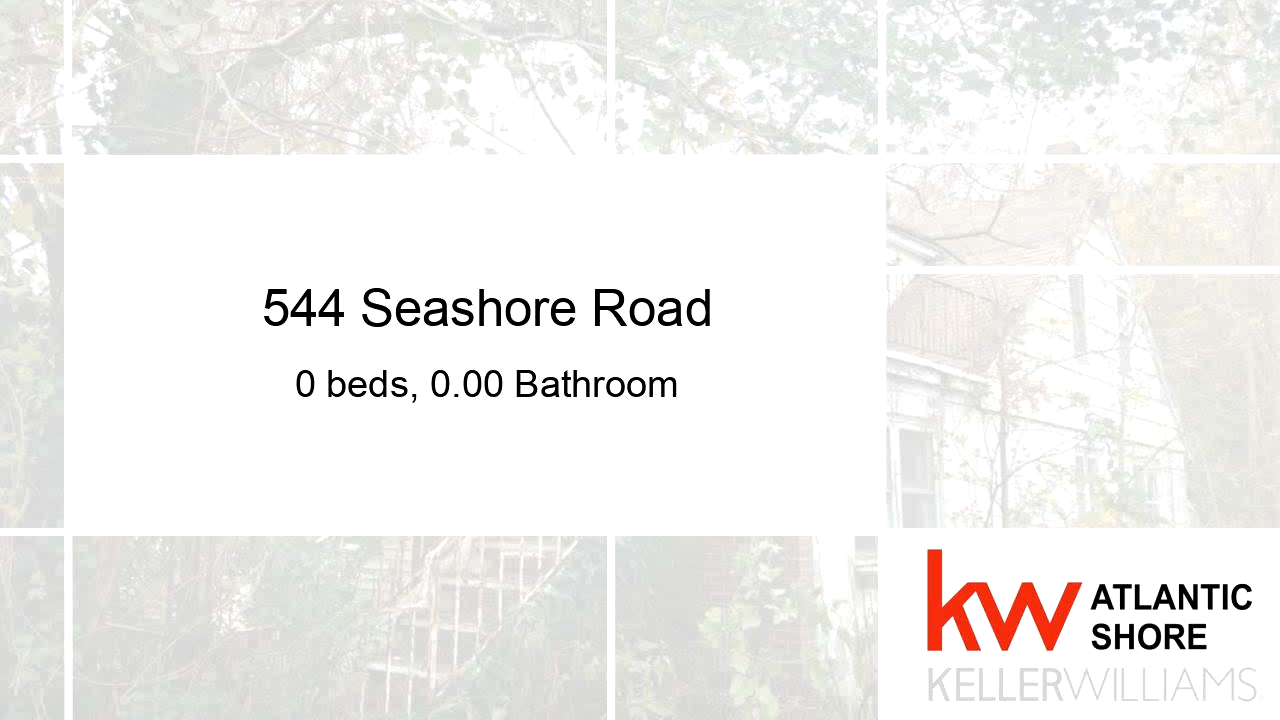 544 Seashore Road
0 beds, 0.00 Bathroom
kw ATLANTIC
SHORE
KELLERWILLIAMS